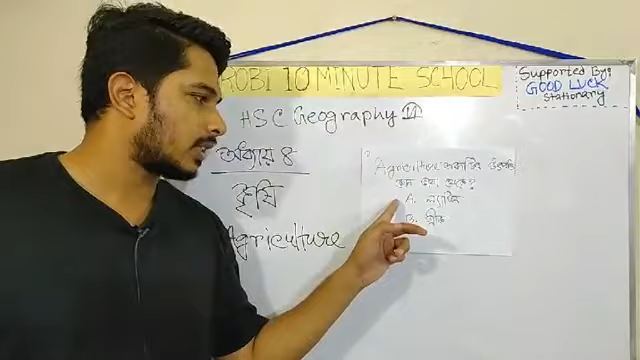 ROBI 10 MINUTE SCHOOL
Supported By:
GOOD LUCK
Stationary
HSC Geography
অধ্যায় ৪
কৃষি
Agriculture
Agriculture শব্দটির উৎপত্তি
কোন ভাষা থেকে?
A. ল্যাটিন
B. গ্রীক